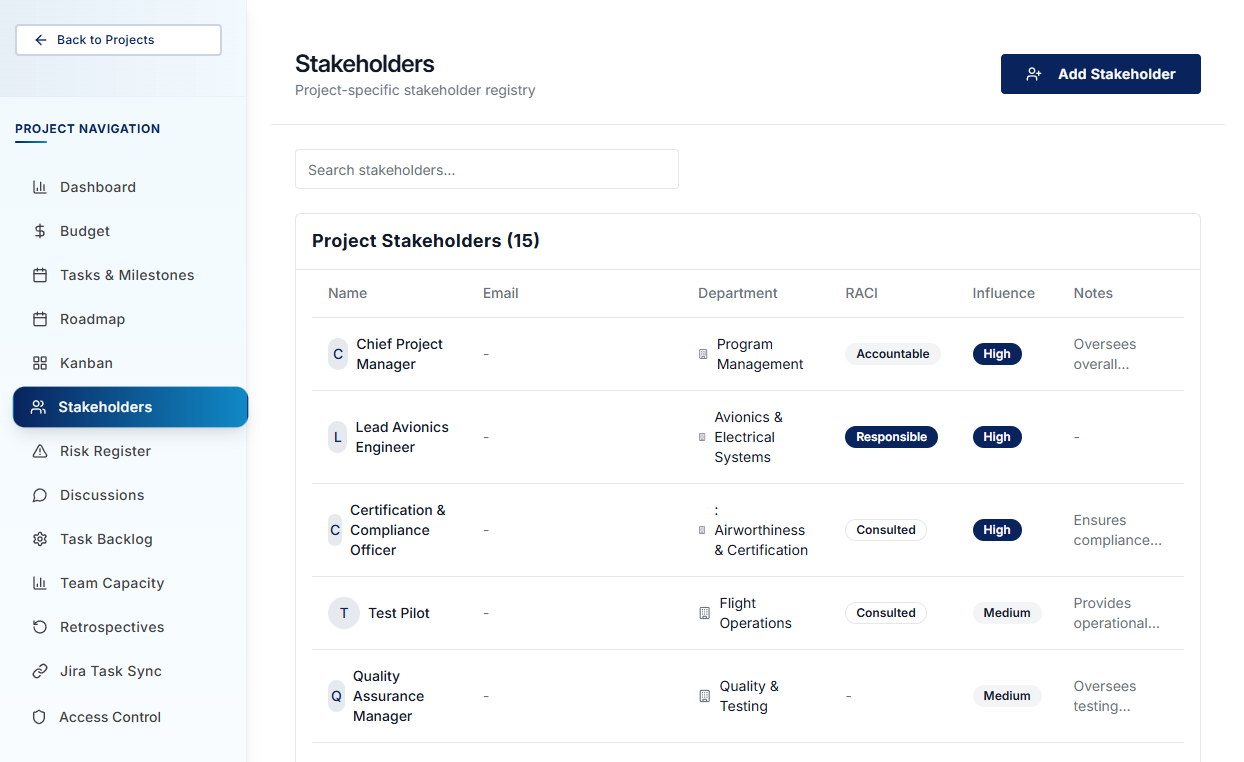 Back to Projects
PROJECT NAVIGATION
Dashboard
Budget
Tasks & Milestones
Roadmap
Kanban
Stakeholders
Risk Register
Discussions
Task Backlog
Team Capacity
Retrospectives
Jira Task Sync
Access Control
Stakeholders
Project-specific stakeholder registry
Add Stakeholder
Search stakeholders...
Project Stakeholders (15)
Name Email Department RACI Influence Notes
C Chief Project
Manager
-
Program
Management
Accountable
High
Oversees
overall...
L Lead Avionics
Engineer
-
Avionics &
Electrical
Systems
Responsible
High
-
C Certification &
Compliance
Officer
-
:
Airworthiness
& Certification
Consulted
High
Ensures
compliance...
T Test Pilot
-
Flight
Operations
Consulted
Medium
Provides
operational...
Q Quality
Assurance
Manager
-
Quality &
Testing
-
Medium
Oversees
testing...